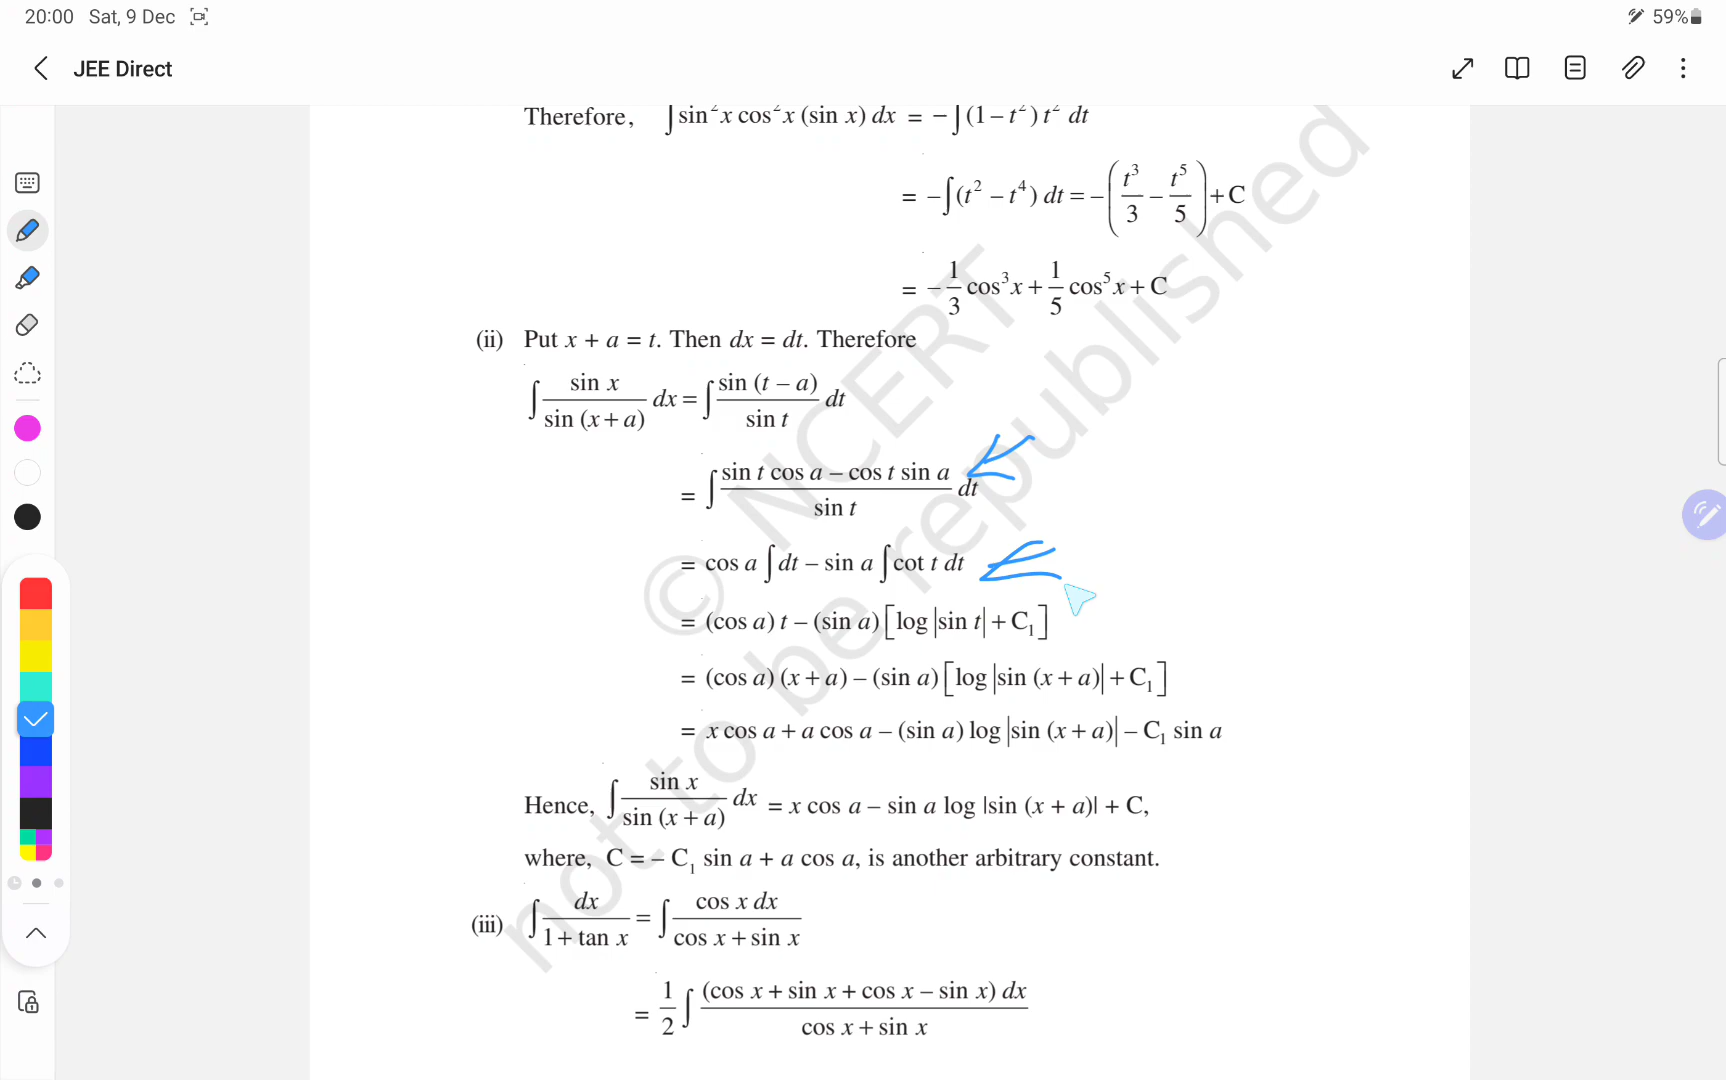 20:00 Sat, 9 Dec 59%
JEE Direct
Therefore, ∫ sin² x cos² x (sin x) dx = – ∫ (1 – t²) t² dt
= – ∫ (t² – t⁴) dt = – (t³/3 – t⁵/5) + C
= – 1/3 cos³ x + 1/5 cos⁵ x + C
(ii) Put x + a = t. Then dx = dt. Therefore
∫ sin x / sin (x + a) dx = ∫ sin (t – a) / sin t dt
= ∫ (sin t cos a – cos t sin a) / sin t dt
= cos a ∫ dt – sin a ∫ cot t dt
= (cos a) t – (sin a) [log |sin t| + C₁]
= (cos a) (x + a) – (sin a) [log |sin (x + a)| + C₁]
= x cos a + a cos a – (sin a) log |sin (x + a)| – C₁ sin a
Hence, ∫ sin x / sin (x + a) dx = x cos a – sin a log |sin (x + a)| + C,
where, C = – C₁ sin a + a cos a, is another arbitrary constant.
(iii) ∫ dx / (1 + tan x) = ∫ cos x dx / (cos x + sin x)
= 1/2 ∫ (cos x + sin x + cos x – sin x) dx / (cos x + sin x)
© NCERT
not to be republished